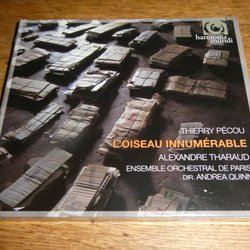 harmonia
mundi
THIERRY PÉCOU
L'OISEAU INNUMÉRABLE
ALEXANDRE THARAUD
ENSEMBLE ORCHESTRAL DE PARIS
DIR. ANDREA QUINN